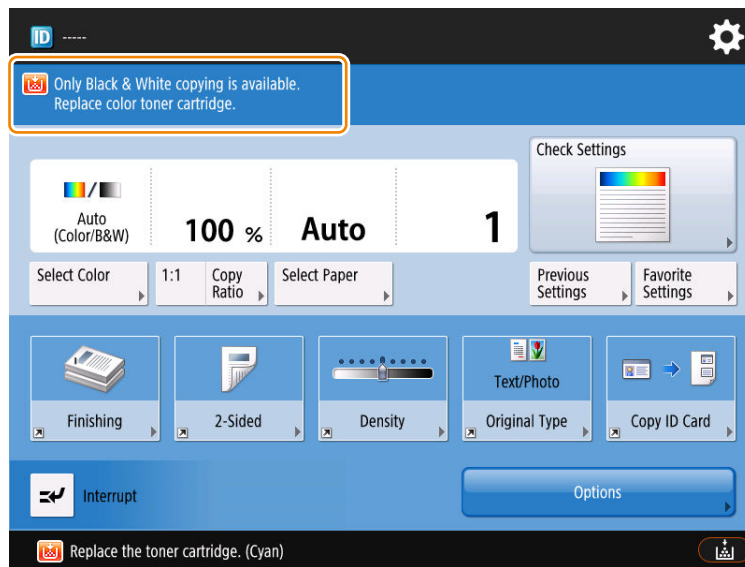 ID -----
Only Black & White copying is available.
Replace color toner cartridge.
Check Settings
Auto
(Color/B&W)
100 %
Auto
1
Select Color
1:1
Copy
Ratio
Select Paper
Previous
Settings
Favorite
Settings
Text/Photo
Finishing
2-Sided
Density
Original Type
Copy ID Card
Interrupt
Options
Replace the toner cartridge. (Cyan)